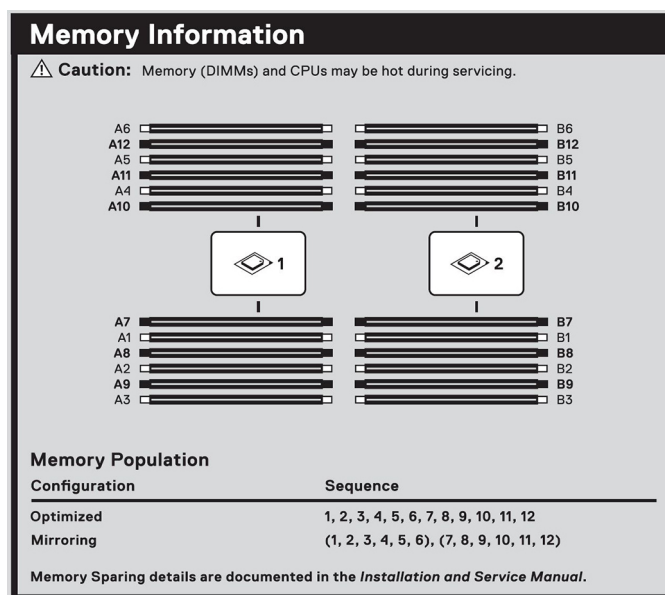 Memory Information
Caution: Memory (DIMMs) and CPUs may be hot during servicing.
A6 B6
A12 B12
A5 B5
A11 B11
A4 B4
A10 B10
1 2
A7 B7
A1 B1
A8 B8
A2 B2
A9 B9
A3 B3
Memory Population
Configuration Sequence
Optimized 1, 2, 3, 4, 5, 6, 7, 8, 9, 10, 11, 12
Mirroring (1, 2, 3, 4, 5, 6), (7, 8, 9, 10, 11, 12)
Memory Sparing details are documented in the Installation and Service Manual.